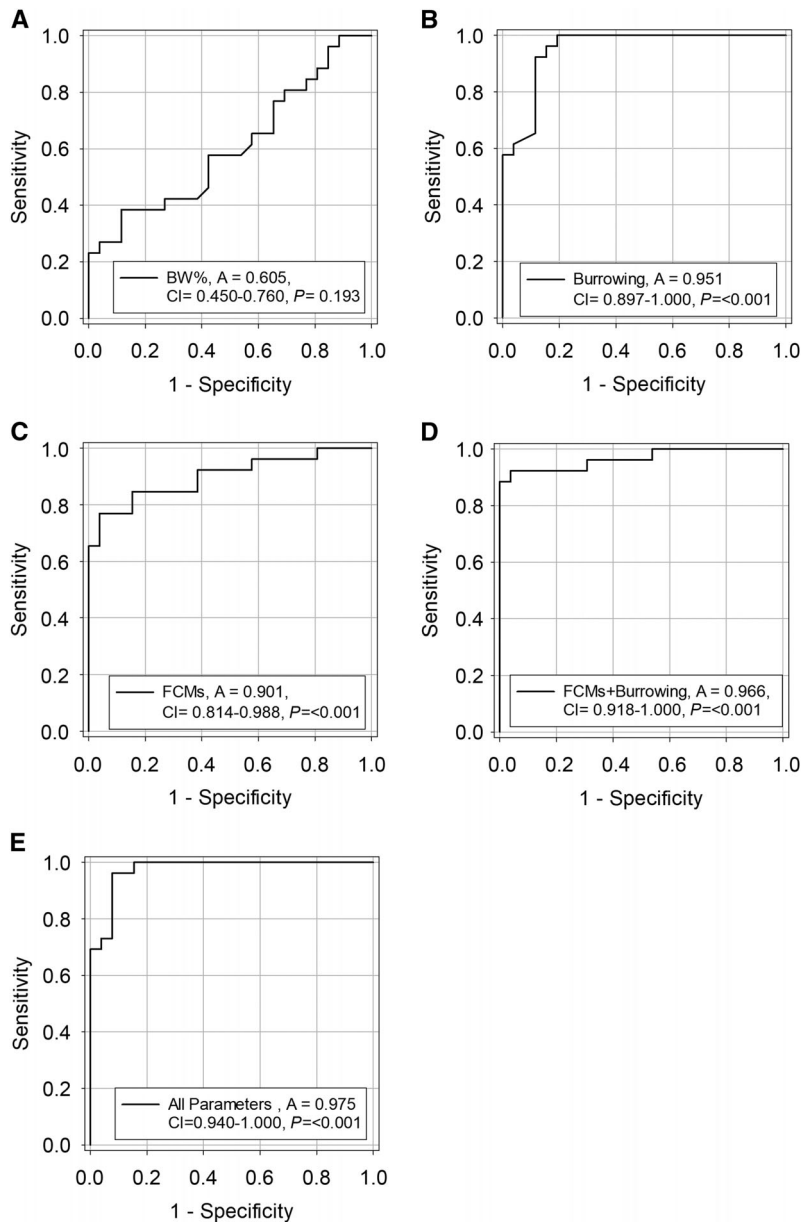 A
1.0
0.8
0.6
0.4
0.2
0.0
Sensitivity
BW%, A = 0.605,
CI= 0.450-0.760, P= 0.193
0.0 0.2 0.4 0.6 0.8 1.0
1 - Specificity
B
1.0
0.8
0.6
0.4
0.2
0.0
Sensitivity
Burrowing, A = 0.951
CI= 0.897-1.000, P=<0.001
0.0 0.2 0.4 0.6 0.8 1.0
1 - Specificity
C
1.0
0.8
0.6
0.4
0.2
0.0
Sensitivity
FCMs, A = 0.901,
CI= 0.814-0.988, P=<0.001
0.0 0.2 0.4 0.6 0.8 1.0
1 - Specificity
D
1.0
0.8
0.6
0.4
0.2
0.0
Sensitivity
FCMs+Burrowing, A = 0.966,
CI= 0.918-1.000, P=<0.001
0.0 0.2 0.4 0.6 0.8 1.0
1 - Specificity
E
1.0
0.8
0.6
0.4
0.2
0.0
Sensitivity
All Parameters , A = 0.975
CI=0.940-1.000, P=<0.001
0.0 0.2 0.4 0.6 0.8 1.0
1 - Specificity